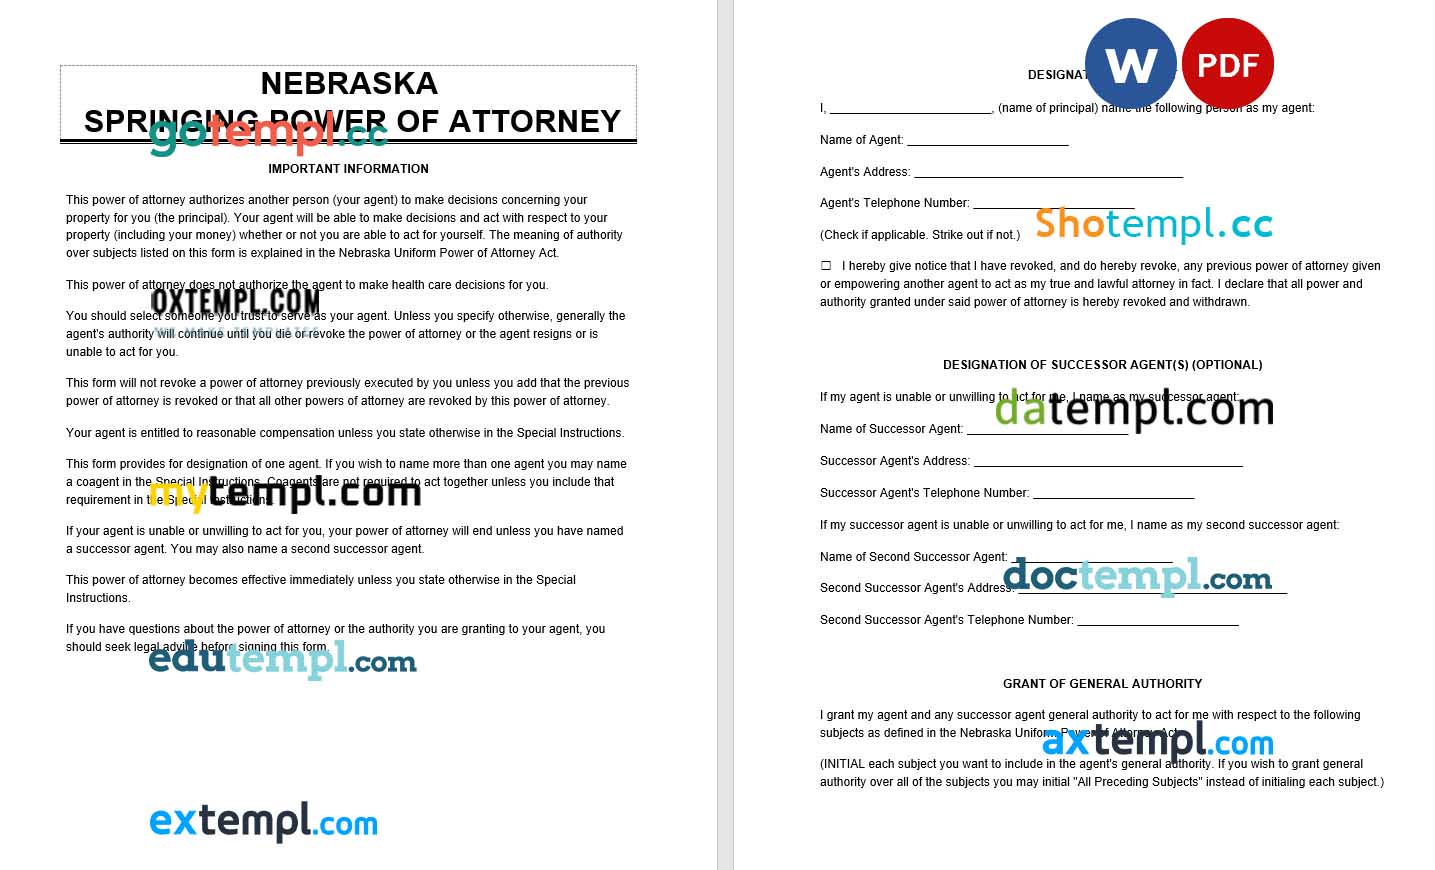 NEBRASKA
SPRINGING POWER OF ATTORNEY
gotempl.cc
IMPORTANT INFORMATION
This power of attorney authorizes another person (your agent) to make decisions concerning your
property for you (the principal). Your agent will be able to make decisions and act with respect to your
property (including your money) whether or not you are able to act for yourself. The meaning of authority
over subjects listed on this form is explained in the Nebraska Uniform Power of Attorney Act.
This power of attorney does not authorize the agent to make health care decisions for you.
OXTEMPL.COM
WE MAKE TEMPLATES
You should select someone you trust to serve as your agent. Unless you specify otherwise, generally the
agent's authority will continue until you die or revoke the power of attorney or the agent resigns or is
unable to act for you.
This form will not revoke a power of attorney previously executed by you unless you add that the previous
power of attorney is revoked or that all other powers of attorney are revoked by this power of attorney.
Your agent is entitled to reasonable compensation unless you state otherwise in the Special Instructions.
This form provides for designation of one agent. If you wish to name more than one agent you may name
a coagent in the Special Instructions. Coagents are not required to act together unless you include that
requirement in the Special Instructions.
mytempl.com
If your agent is unable or unwilling to act for you, your power of attorney will end unless you have named
a successor agent. You may also name a second successor agent.
This power of attorney becomes effective immediately unless you state otherwise in the Special
Instructions.
If you have questions about the power of attorney or the authority you are granting to your agent, you
should seek legal advice before signing this form.
edutempl.com
extempl.com
W PDF
I, ________________________, (name of principal) name the following person as my agent:
Name of Agent: ________________________
Agent's Address: ________________________________________
Agent's Telephone Number: ________________________
Shotempl.cc
(Check if applicable. Strike out if not.)
☐ I hereby give notice that I have revoked, and do hereby revoke, any previous power of attorney given
or empowering another agent to act as my true and lawful attorney in fact. I declare that all power and
authority granted under said power of attorney is hereby revoked and withdrawn.
DESIGNATION OF SUCCESSOR AGENT(S) (OPTIONAL)
If my agent is unable or unwilling to act for me, I name as my successor agent:
datempl.com
Name of Successor Agent: ________________________
Successor Agent's Address: ________________________________________
Successor Agent's Telephone Number: ________________________
If my successor agent is unable or unwilling to act for me, I name as my second successor agent:
Name of Second Successor Agent: ________________________
doctempl.com
Second Successor Agent's Address: ________________________________________
Second Successor Agent's Telephone Number: ________________________
GRANT OF GENERAL AUTHORITY
I grant my agent and any successor agent general authority to act for me with respect to the following
subjects as defined in the Nebraska Uniform Power of Attorney Act:
axtempl.com
(INITIAL each subject you want to include in the agent's general authority. If you wish to grant general
authority over all of the subjects you may initial "All Preceding Subjects" instead of initialing each subject.)